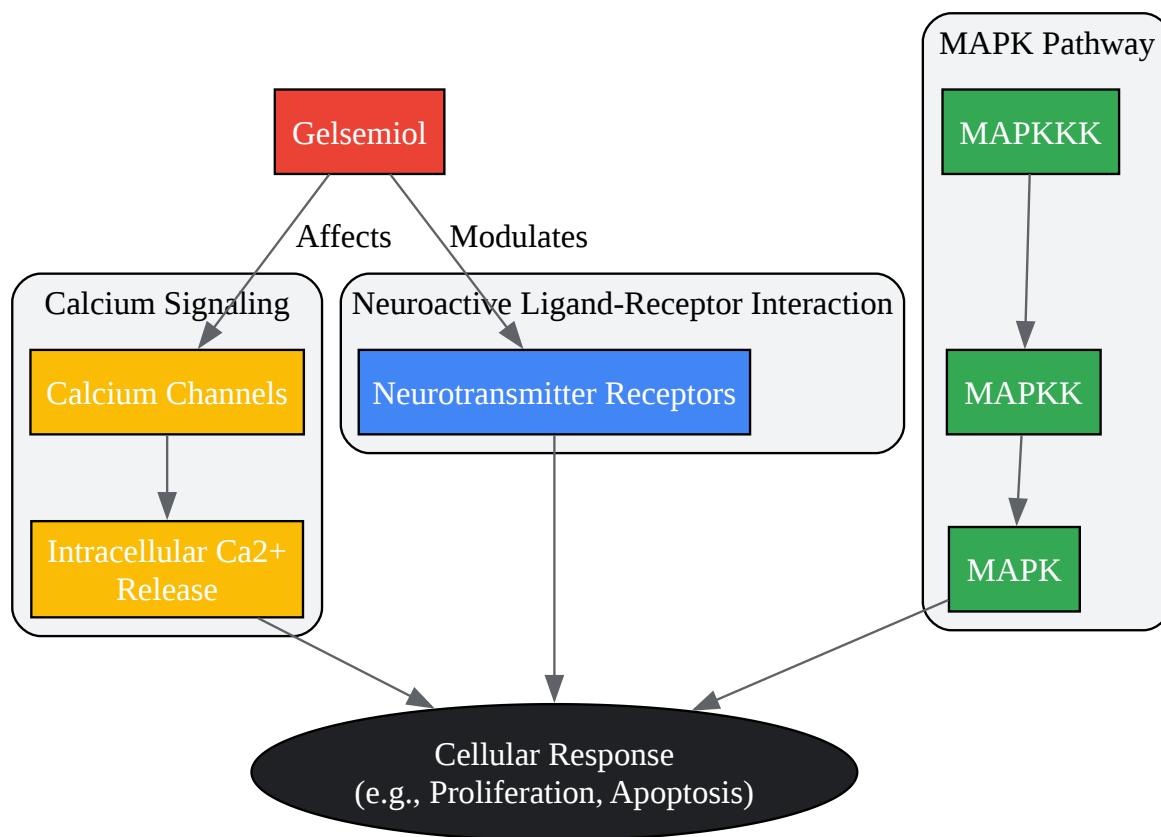 MAPK Pathway
Gelsemiol
MAPKKK
Affects
Modulates
Calcium Signaling
Neuroactive Ligand-Receptor Interaction
Calcium Channels
Neurotransmitter Receptors
MAPKK
Intracellular Ca2+
Release
MAPK
Cellular Response
(e.g., Proliferation, Apoptosis)